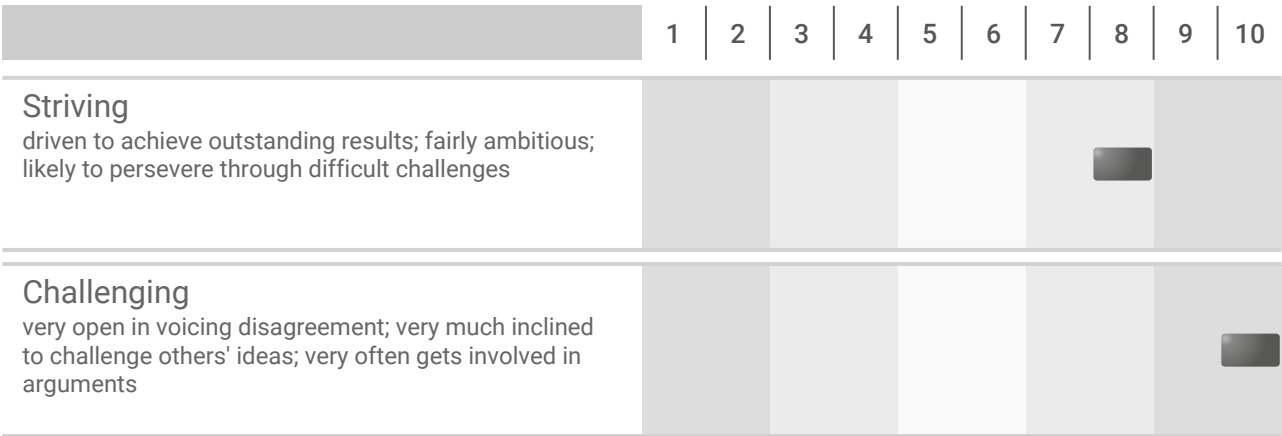 1 2 3 4 5 6 7 8 9 10
Striving
driven to achieve outstanding results; fairly ambitious;
likely to persevere through difficult challenges
Challenging
very open in voicing disagreement; very much inclined
to challenge others' ideas; very often gets involved in
arguments